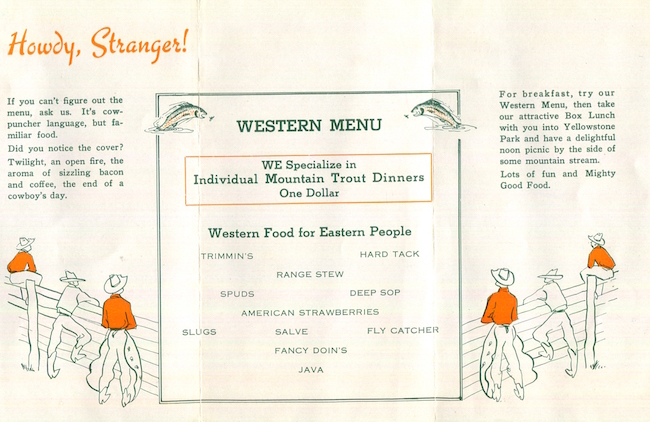 Howdy, Stranger!
If you can't figure out the
menu, ask us. It's cow-
puncher language, but fa-
miliar food.
Did you notice the cover?
Twilight, an open fire, the
aroma of sizzling bacon
and coffee, the end of a
cowboy's day.
WESTERN MENU
WE Specialize in
Individual Mountain Trout Dinners
One Dollar
Western Food for Eastern People
TRIMMIN'S HARD TACK
RANGE STEW
SPUDS DEEP SOP
AMERICAN STRAWBERRIES
SLUGS SALVE FLY CATCHER
FANCY DOIN'S
JAVA
For breakfast, try our
Western Menu, then take
our attractive Box Lunch
with you into Yellowstone
Park and have a delightful
noon picnic by the side of
some mountain stream.
Lots of fun and Mighty
Good Food.